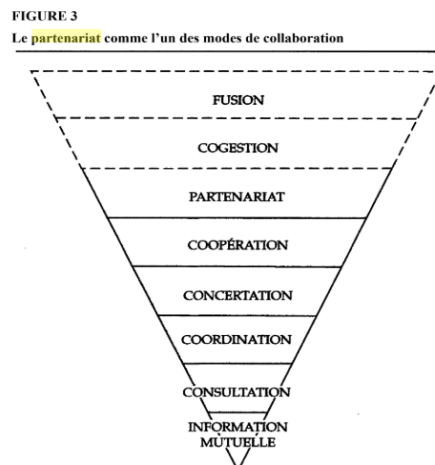 FIGURE 3
Le partenariat comme l'un des modes de collaboration
FUSION
COGESTION
PARTENARIAT
COOPÉRATION
CONCERTATION
COORDINATION
CONSULTATION
INFORMATION
MUTUELLE